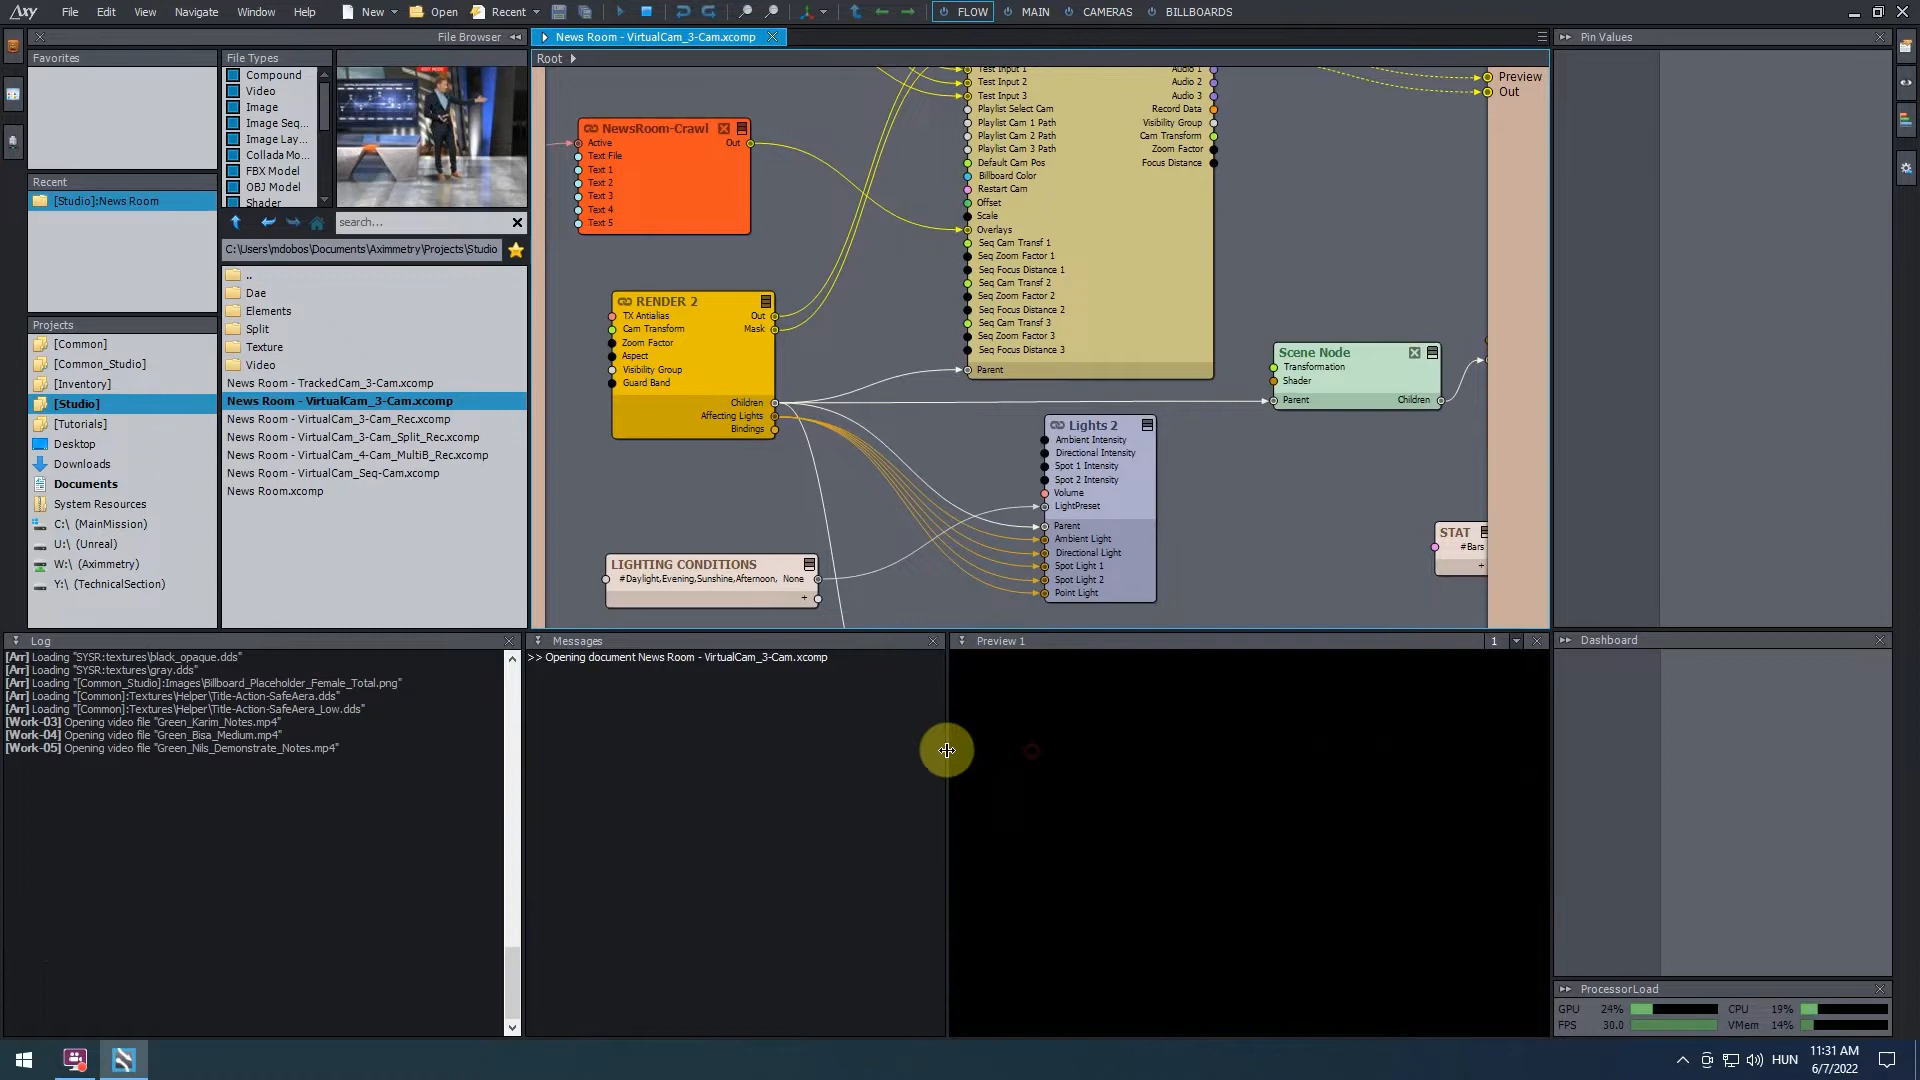 Axy
File
Edit
View
Navigate
Window
Help
New
Open
Recent
FLOW
MAIN
CAMERAS
BILLBOARDS
File Browser
Favorites
Recent
[Studio]:News Room
Projects
[Common]
[Common_Studio]
[Inventory]
[Studio]
[Tutorials]
Desktop
Downloads
Documents
System Resources
C:\ (MainMission)
U:\ (Unreal)
W:\ (Aximmetry)
Y:\ (TechnicalSection)
File Types
Compound
Video
Image
Image Seq...
Image Lay...
Collada Mo...
FBX Model
OBJ Model
Shader
search...
C:\Users\mdobos\Documents\Aximmetry\Projects\Studio
..
Dae
Elements
Split
Texture
Video
News Room - TrackedCam_3-Cam.xcomp
News Room - VirtualCam_3-Cam.xcomp
News Room - VirtualCam_3-Cam_Rec.xcomp
News Room - VirtualCam_3-Cam_Split_Rec.xcomp
News Room - VirtualCam_4-Cam_MultiB_Rec.xcomp
News Room - VirtualCam_Seq-Cam.xcomp
News Room.xcomp
News Room - VirtualCam_3-Cam.xcomp
Root
NewsRoom-Crawl
Active
Out
Text File
Text 1
Text 2
Text 3
Text 4
Text 5
RENDER 2
TX Antialias
Out
Cam Transform
Mask
Zoom Factor
Aspect
Visibility Group
Guard Band
Children
Affecting Lights
Bindings
LIGHTING CONDITIONS
#Daylight,Evening,Sunshine,Afternoon, None
+
Test Input 1
Audio 1
Test Input 2
Audio 2
Test Input 3
Audio 3
Playlist Select Cam
Record Data
Playlist Cam 1 Path
Visibility Group
Playlist Cam 2 Path
Cam Transform
Playlist Cam 3 Path
Zoom Factor
Default Cam Pos
Focus Distance
Billboard Color
Restart Cam
Offset
Scale
Overlays
Seq Cam Transf 1
Seq Zoom Factor 1
Seq Focus Distance 1
Seq Cam Transf 2
Seq Zoom Factor 2
Seq Focus Distance 2
Seq Cam Transf 3
Seq Zoom Factor 3
Seq Focus Distance 3
Parent
Lights 2
Ambient Intensity
Directional Intensity
Spot 1 Intensity
Spot 2 Intensity
Volume
LightPreset
Parent
Ambient Light
Directional Light
Spot Light 1
Spot Light 2
Point Light
Scene Node
Transformation
Shader
Parent
Children
STAT
#Bars
+
Preview
Out
Pin Values
Log
[Arr] Loading "SYSR:textures\black_opaque.dds"
[Arr] Loading "SYSR:textures\gray.dds"
[Arr] Loading "[Common_Studio]:Images\Billboard_Placeholder_Female_Total.png"
[Arr] Loading "[Common]:Textures\Helper\Title-Action-SafeAera.dds"
[Arr] Loading "[Common]:Textures\Helper\Title-Action-SafeAera_Low.dds"
[Work-03] Opening video file "Green_Karim_Notes.mp4"
[Work-04] Opening video file "Green_Bisa_Medium.mp4"
[Work-05] Opening video file "Green_Nils_Demonstrate_Notes.mp4"
Messages
>> Opening document News Room - VirtualCam_3-Cam.xcomp
Preview 1
1
Dashboard
ProcessorLoad
GPU 24%
CPU 19%
FPS 30.0
VMem 14%
HUN
11:31 AM
6/7/2022